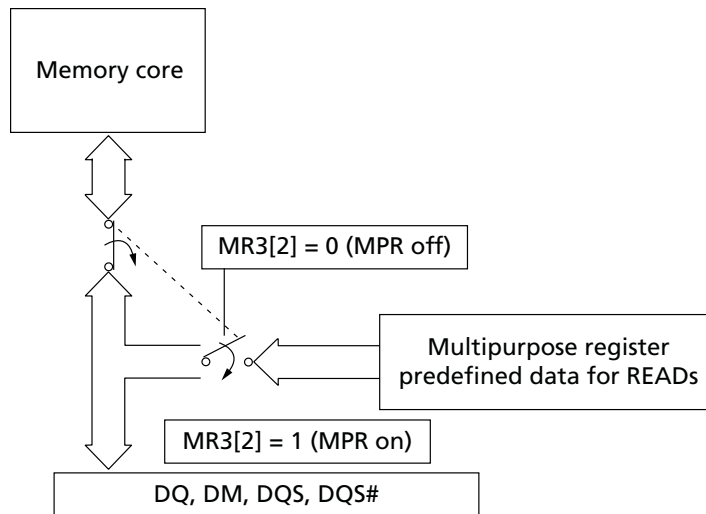 Memory core
MR3[2] = 0 (MPR off)
Multipurpose register
predefined data for READs
MR3[2] = 1 (MPR on)
DQ, DM, DQS, DQS#